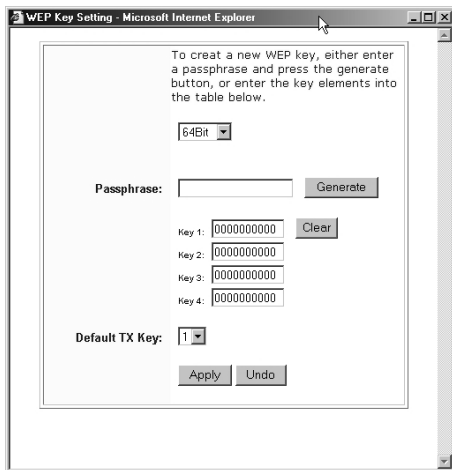 WEP Key Setting - Microsoft Internet Explorer
To creat a new WEP key, either enter
a passphrase and press the generate
button, or enter the key elements into
the table below.
64Bit
Passphrase: Generate
Key 1: 0000000000 Clear
Key 2: 0000000000
Key 3: 0000000000
Key 4: 0000000000
Default TX Key: 1
Apply Undo